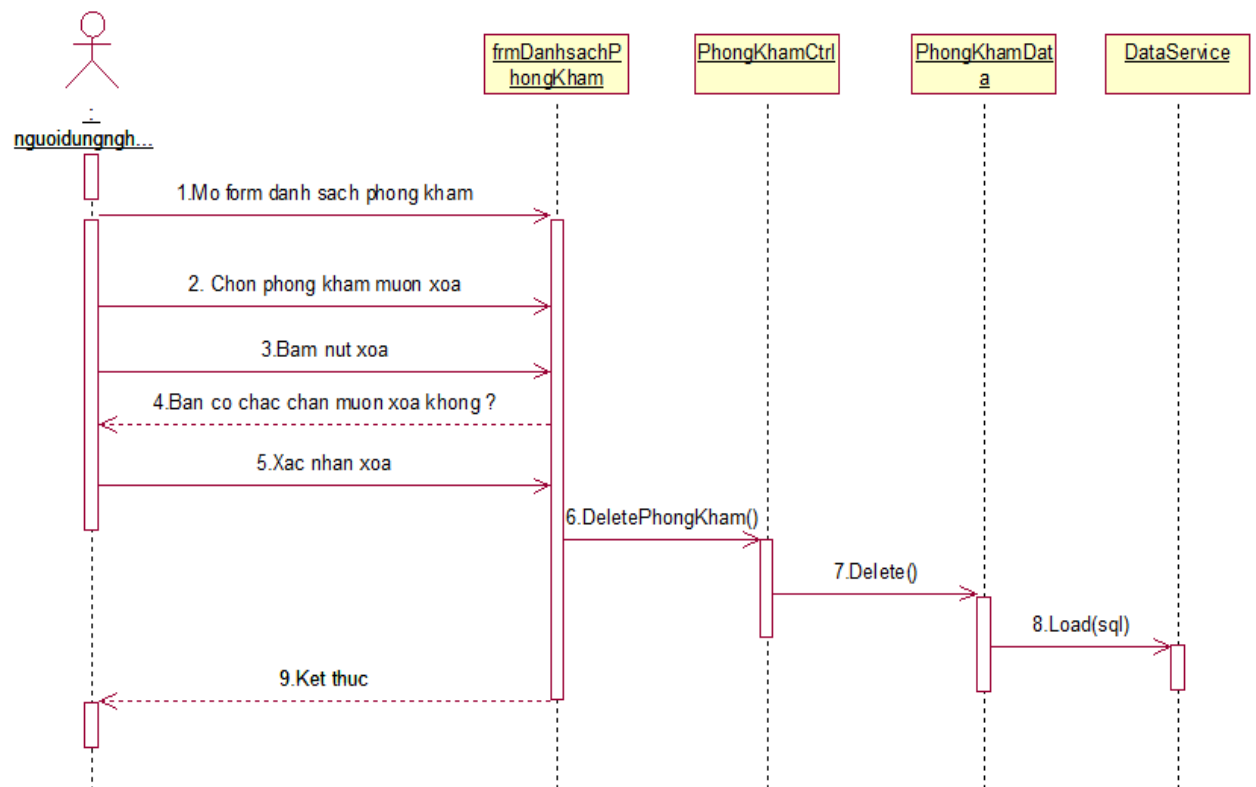 frmDanhsachP
hongKham
PhongKhamCtrl
PhongKhamDat
a
DataService
:
nguoidungngh...
1.Mo form danh sach phong kham
2. Chon phong kham muon xoa
3.Bam nut xoa
4.Ban co chac chan muon xoa khong ?
5.Xac nhan xoa
6.DeletePhongKham()
7.Delete()
8.Load(sql)
9.Ket thuc